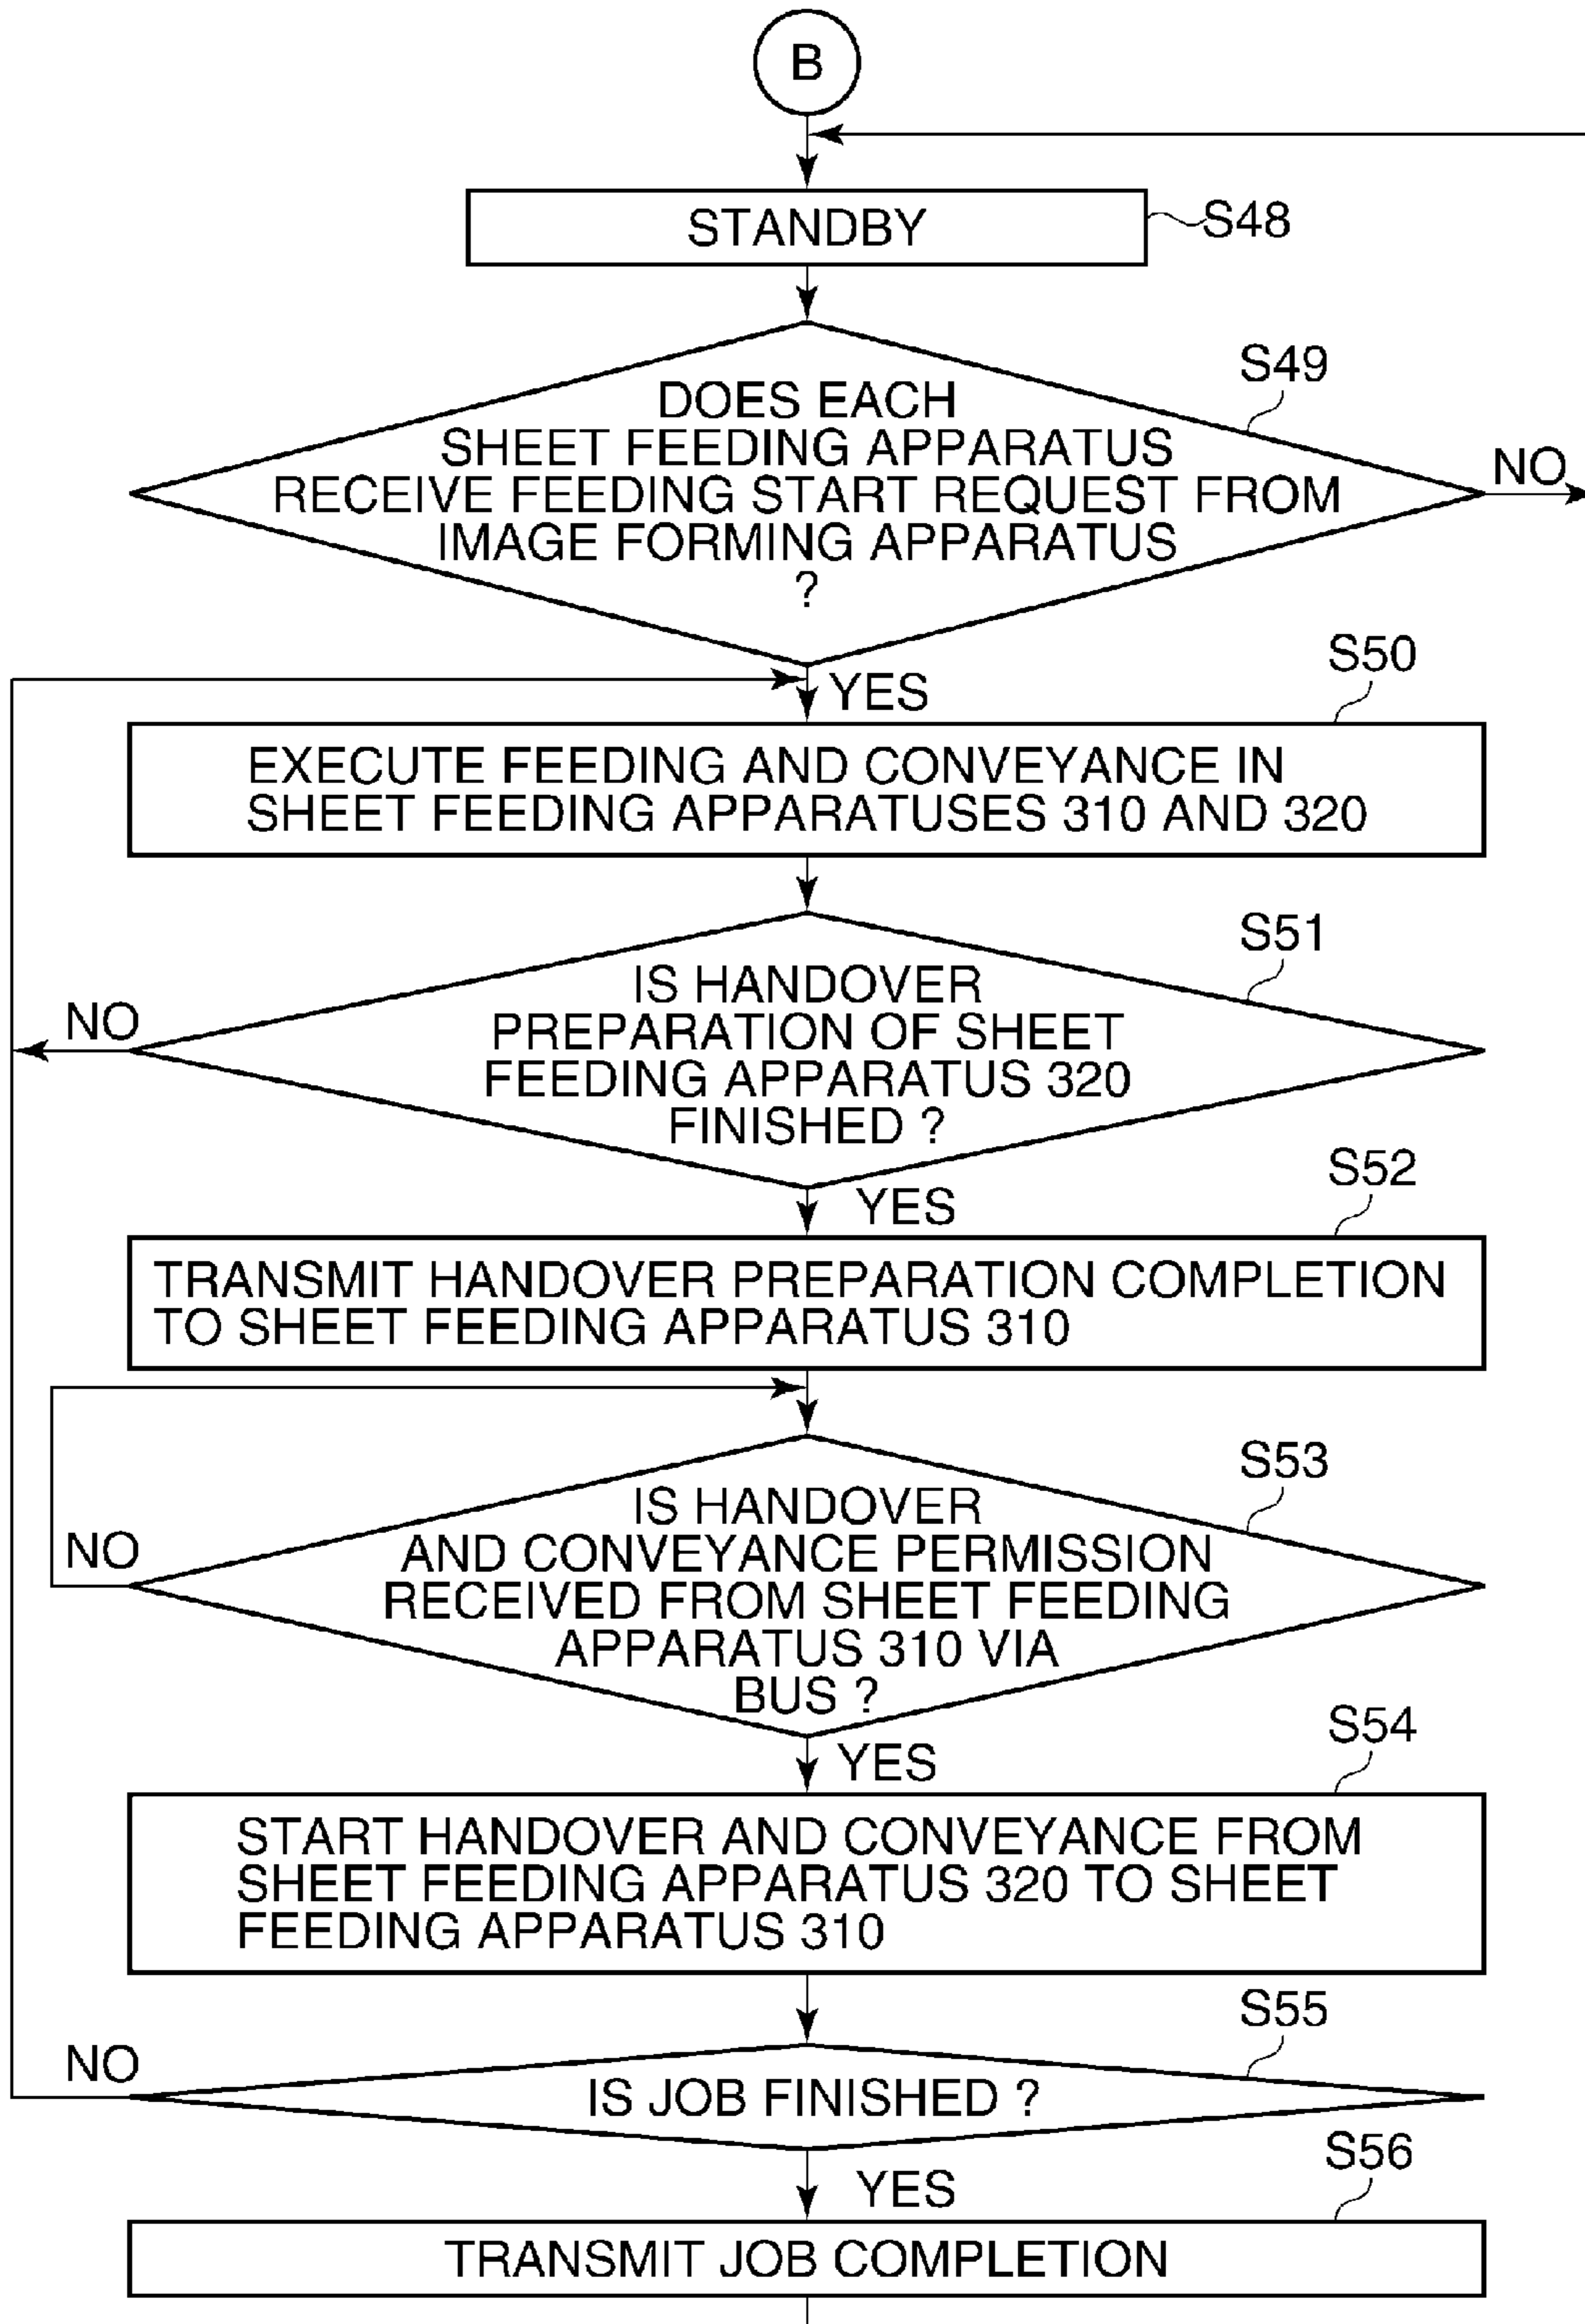 B
STANDBY
S48
S49
DOES EACH
SHEET FEEDING APPARATUS
RECEIVE FEEDING START REQUEST FROM
IMAGE FORMING APPARATUS
?
NO
YES
S50
EXECUTE FEEDING AND CONVEYANCE IN
SHEET FEEDING APPARATUSES 310 AND 320
S51
IS HANDOVER
PREPARATION OF SHEET
FEEDING APPARATUS 320
FINISHED ?
NO
YES
S52
TRANSMIT HANDOVER PREPARATION COMPLETION
TO SHEET FEEDING APPARATUS 310
S53
IS HANDOVER
AND CONVEYANCE PERMISSION
RECEIVED FROM SHEET FEEDING
APPARATUS 310 VIA
BUS ?
NO
YES
S54
START HANDOVER AND CONVEYANCE FROM
SHEET FEEDING APPARATUS 320 TO SHEET
FEEDING APPARATUS 310
S55
NO
IS JOB FINISHED ?
YES
S56
TRANSMIT JOB COMPLETION